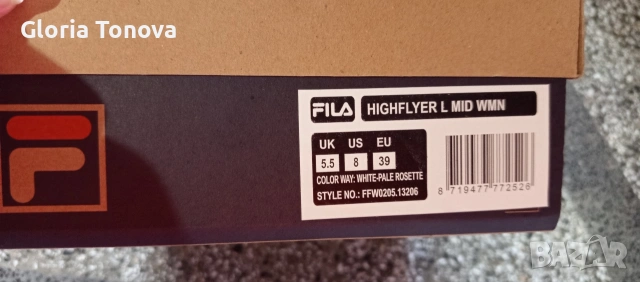 Gloria Tonova
FILA HIGHFLYER L MID WMN
UK US EU
5.5 8 39
COLOR WAY: WHITE-PALE ROSETTE
STYLE NO.: FFW0205.13206
8 719477 772528
BAZAR